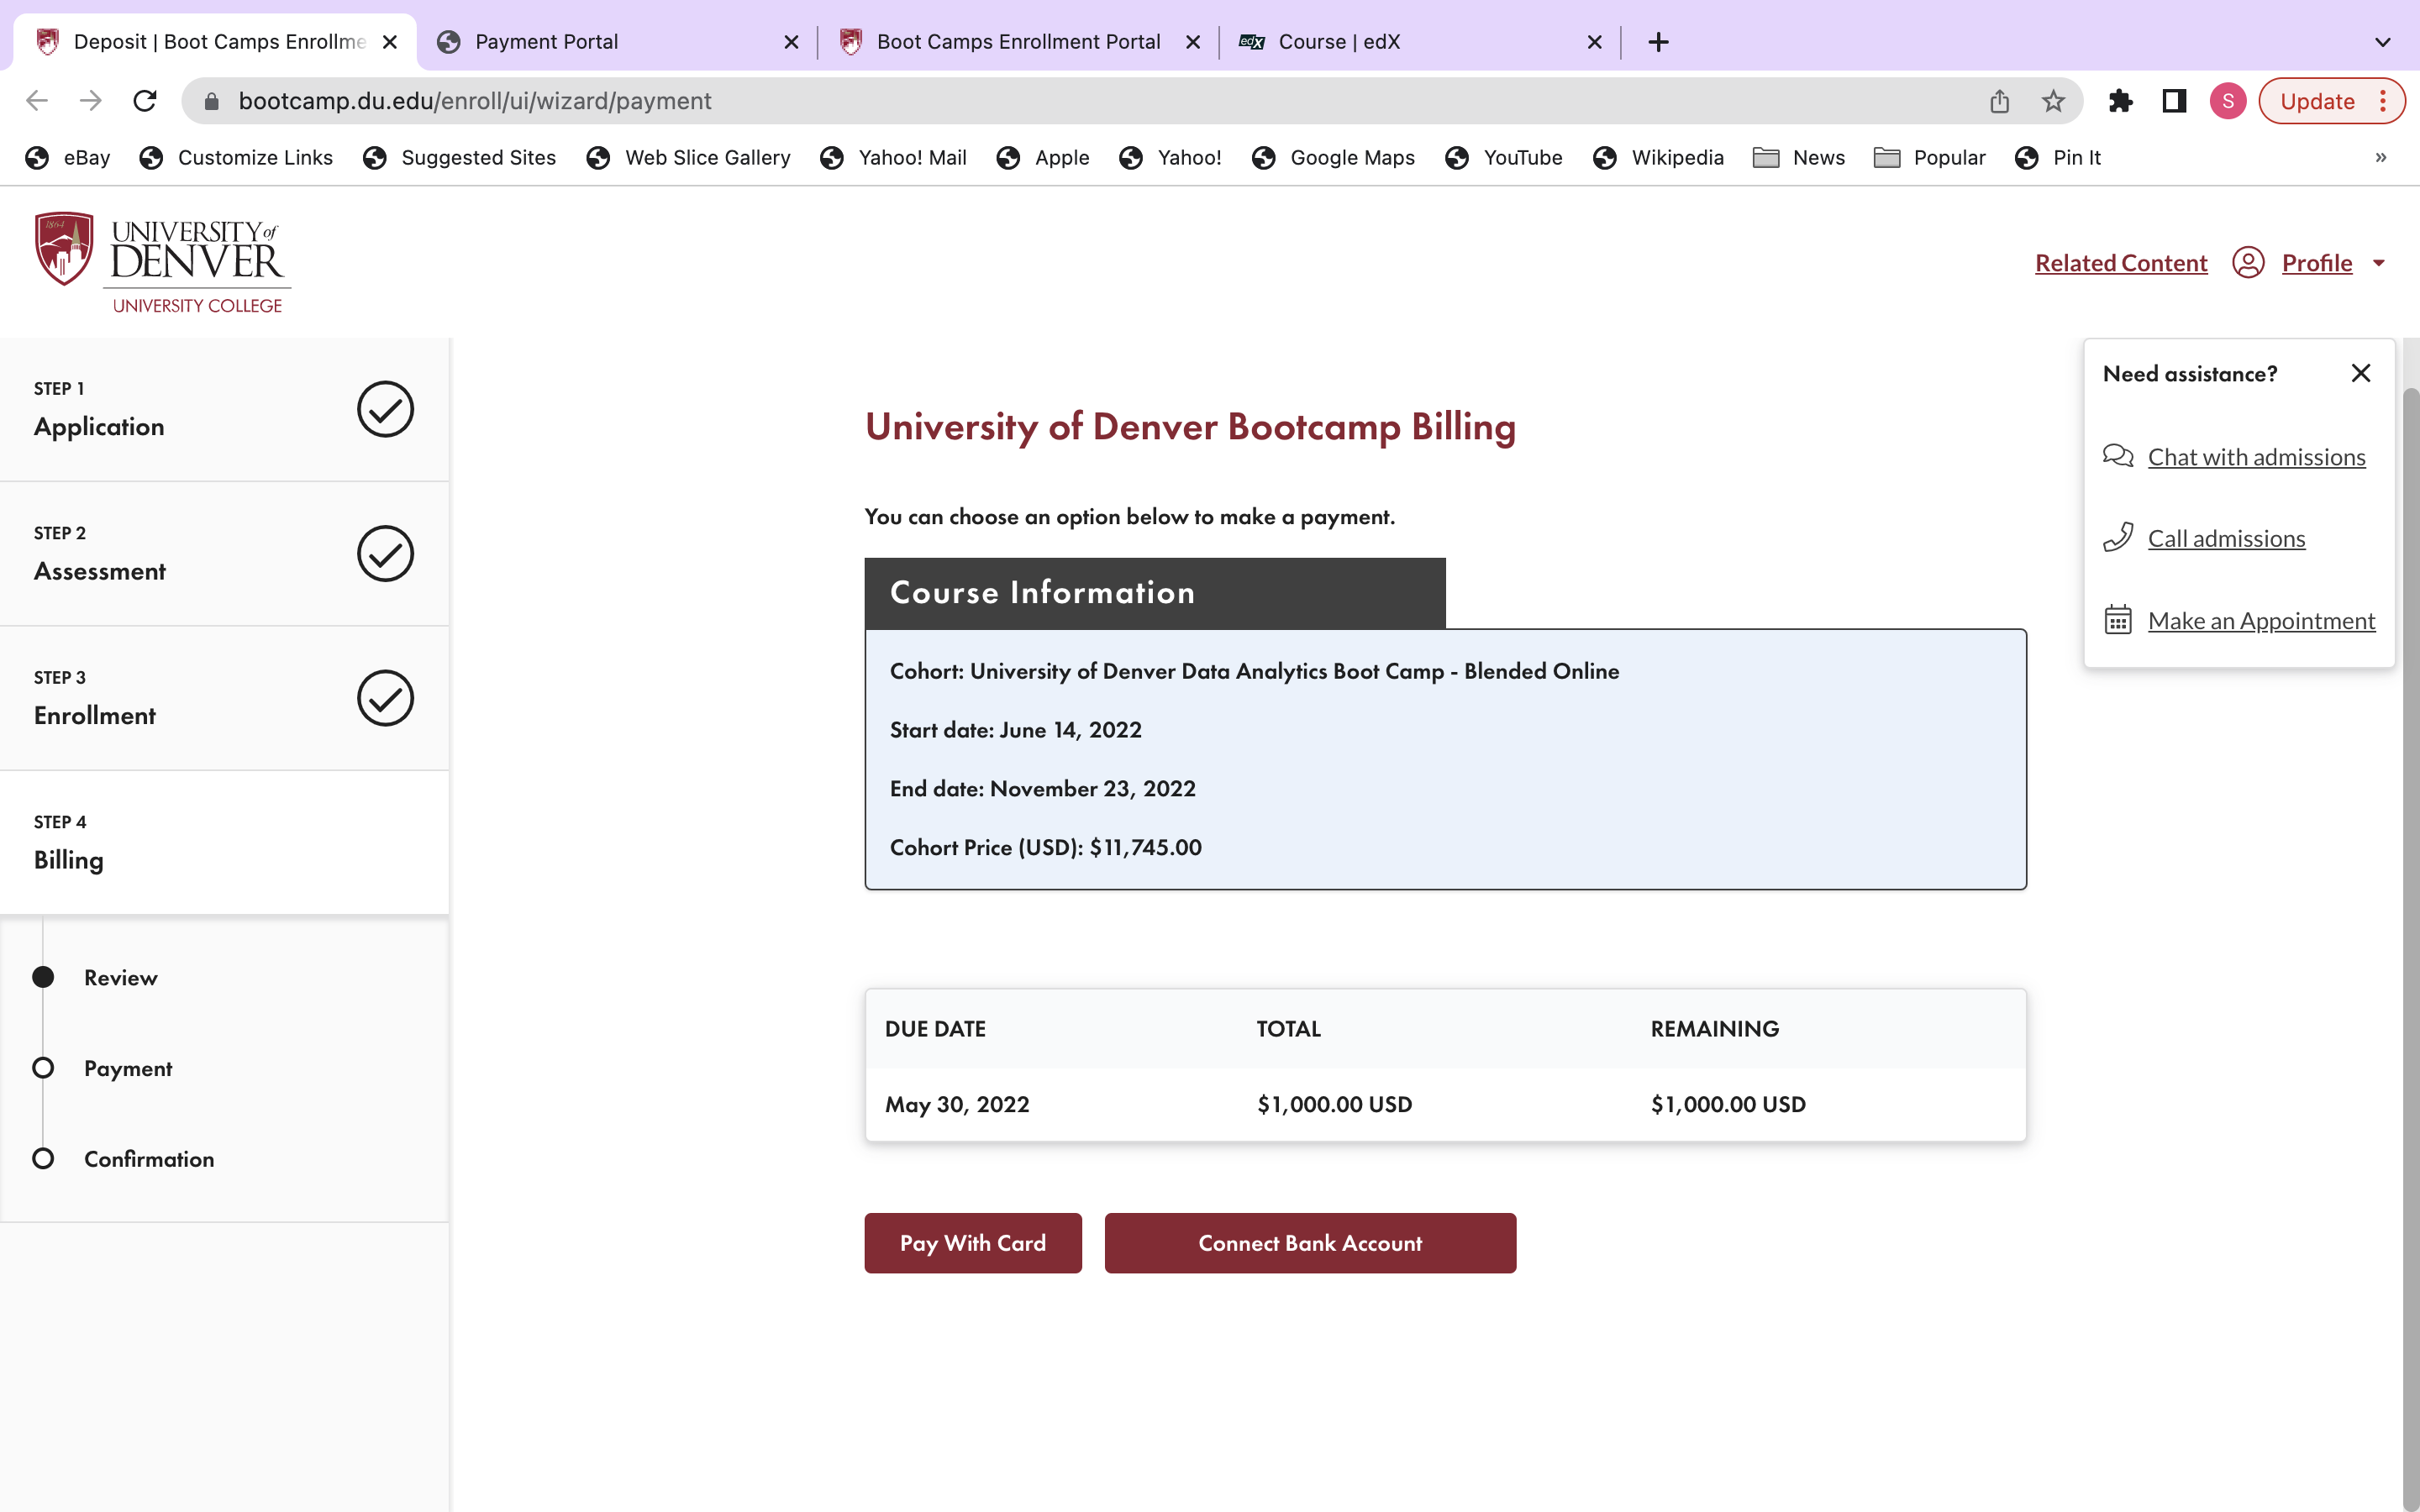 Deposit | Boot Camps Enrollme
Payment Portal
Boot Camps Enrollment Portal
edX Course | edX
bootcamp.du.edu/enroll/ui/wizard/payment
S
Update
eBay
Customize Links
Suggested Sites
Web Slice Gallery
Yahoo! Mail
Apple
Yahoo!
Google Maps
YouTube
Wikipedia
News
Popular
Pin It
»
1864
UNIVERSITY of
DENVER
UNIVERSITY COLLEGE
Related Content
Profile
STEP 1
Application
STEP 2
Assessment
STEP 3
Enrollment
STEP 4
Billing
Review
Payment
Confirmation
University of Denver Bootcamp Billing
You can choose an option below to make a payment.
Course Information
Cohort: University of Denver Data Analytics Boot Camp - Blended Online
Start date: June 14, 2022
End date: November 23, 2022
Cohort Price (USD): $11,745.00
DUE DATE TOTAL REMAINING
May 30, 2022 $1,000.00 USD $1,000.00 USD
Pay With Card
Connect Bank Account
Need assistance?
Chat with admissions
Call admissions
Make an Appointment